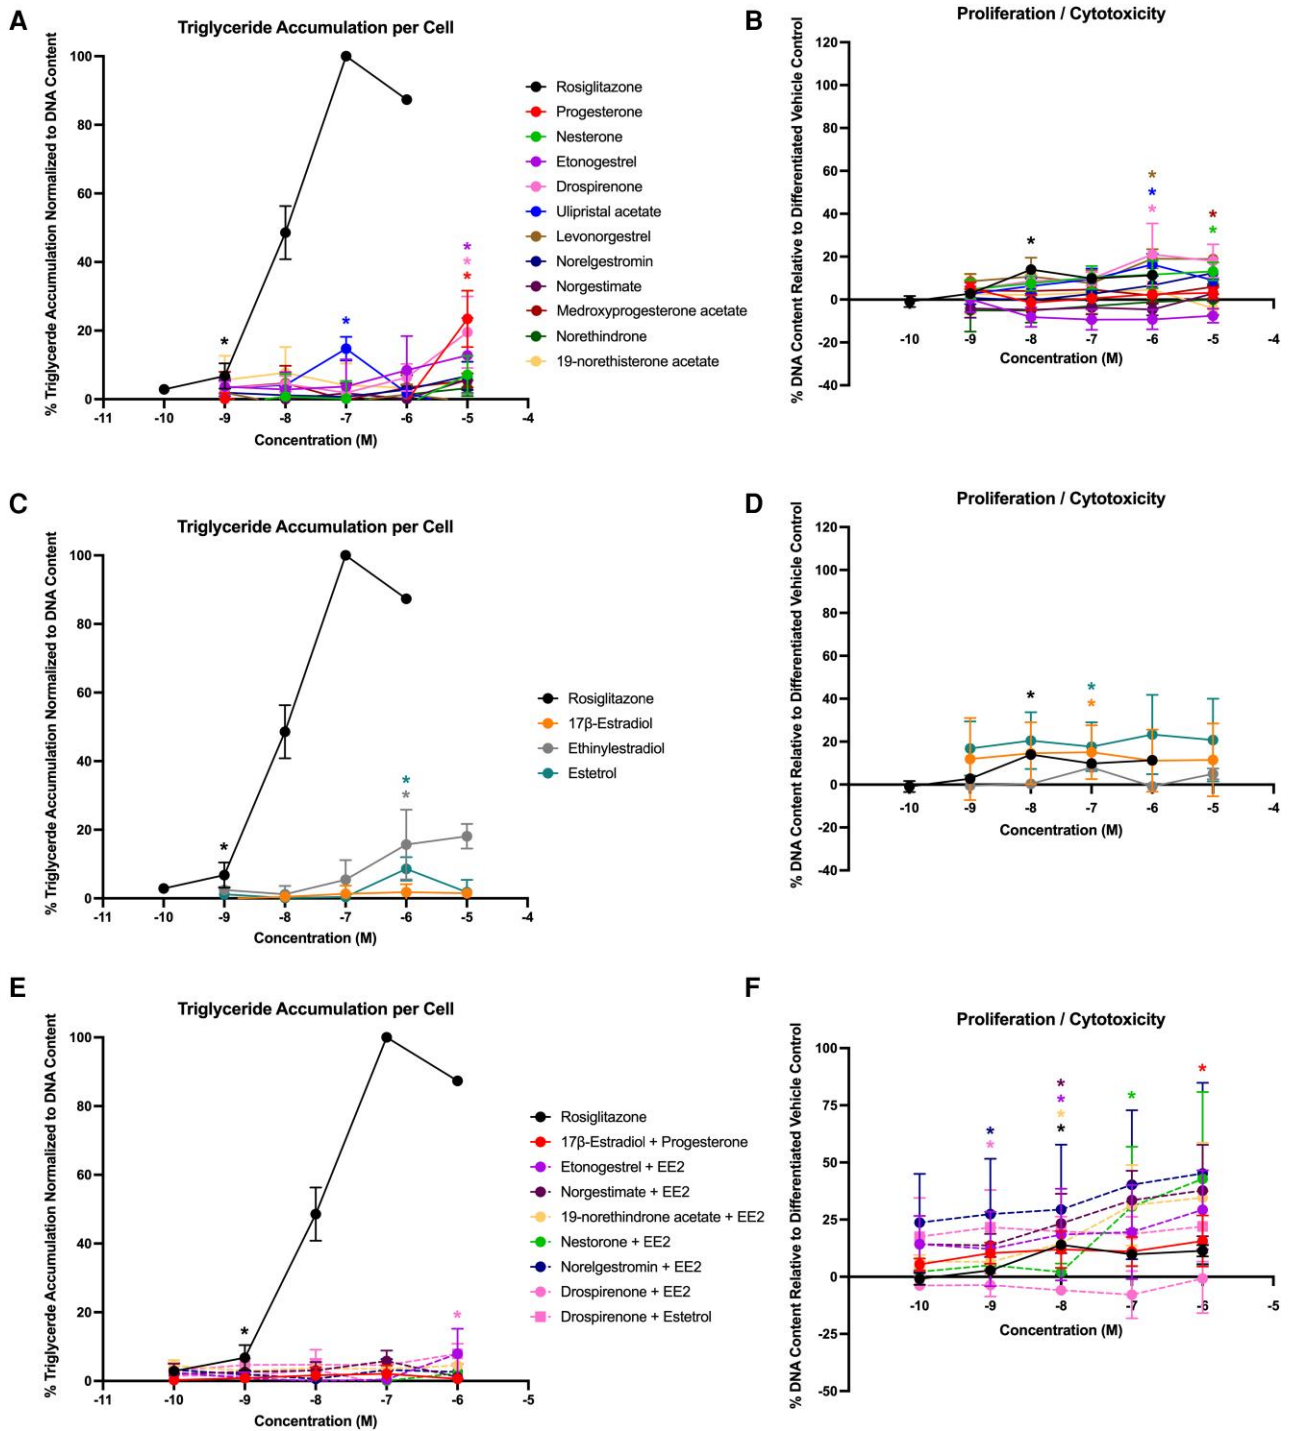 A
Triglyceride Accumulation per Cell
% Triglycerde Accumulation Normalized to DNA Content
100
80
60
40
20
0
-11
-10
-9
-8
-7
-6
-5
-4
*
*
*
*
*
Concentration (M)
Rosiglitazone
Progesterone
Nesterone
Etonogestrel
Drospirenone
Ulipristal acetate
Levonorgestrel
Norelgestromin
Norgestimate
Medroxyprogesterone acetate
Norethindrone
19-norethisterone acetate
B
Proliferation / Cytotoxicity
% DNA Content Relative to Differentiated Vehicle Control
120
100
80
60
40
20
0
-20
-40
-10
-9
-8
-7
-6
-5
-4
*
*
*
*
*
*
Concentration (M)
C
Triglyceride Accumulation per Cell
% Triglycerde Accumulation Normalized to DNA Content
100
80
60
40
20
0
-11
-10
-9
-8
-7
-6
-5
-4
*
*
*
Concentration (M)
Rosiglitazone
17β-Estradiol
Ethinylestradiol
Estetrol
D
Proliferation / Cytotoxicity
% DNA Content Relative to Differentiated Vehicle Control
120
100
80
60
40
20
0
-20
-40
-10
-9
-8
-7
-6
-5
-4
*
*
*
Concentration (M)
E
Triglyceride Accumulation per Cell
% Triglycerde Accumulation Normalized to DNA Content
100
80
60
40
20
0
-11
-10
-9
-8
-7
-6
-5
*
*
Concentration (M)
Rosiglitazone
17β-Estradiol + Progesterone
Etonogestrel + EE2
Norgestimate + EE2
19-norethindrone acetate + EE2
Nestorone + EE2
Norelgestromin + EE2
Drospirenone + EE2
Drospirenone + Estetrol
F
Proliferation / Cytotoxicity
% DNA Content Relative to Differentiated Vehicle Control
100
75
50
25
0
-25
-50
-10
-9
-8
-7
-6
-5
*
*
*
*
*
*
*
*
Concentration (M)